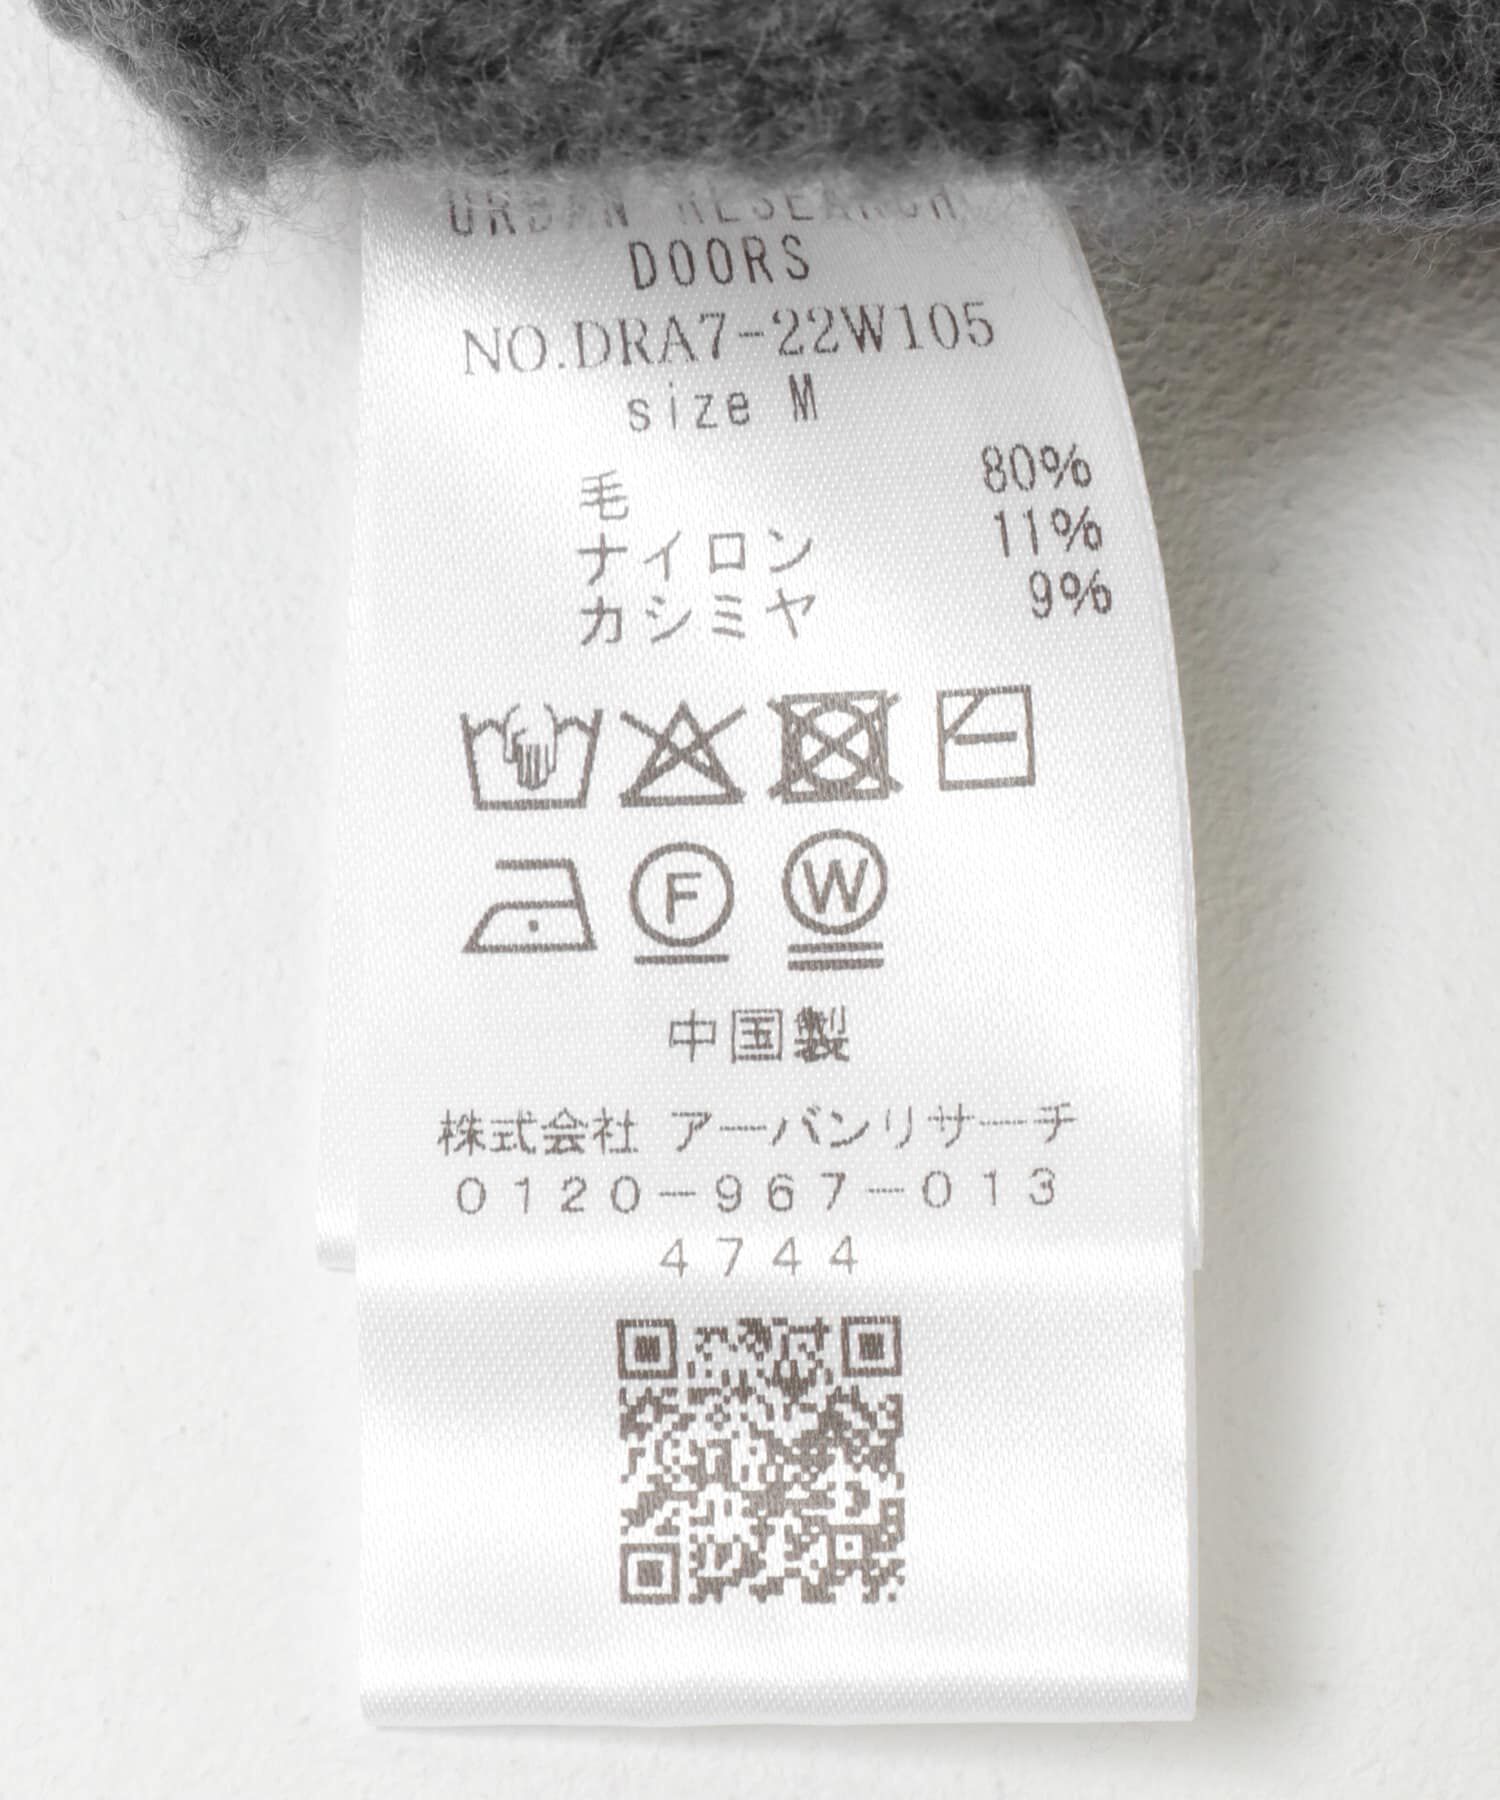 URBAN RESEARCH
DOORS
NO.DRA7-22W105
size M
毛 80%
ナイロン 11%
カシミヤ 9%
F W
中国製
株式会社 アーバンリサーチ
0120-967-013
4744